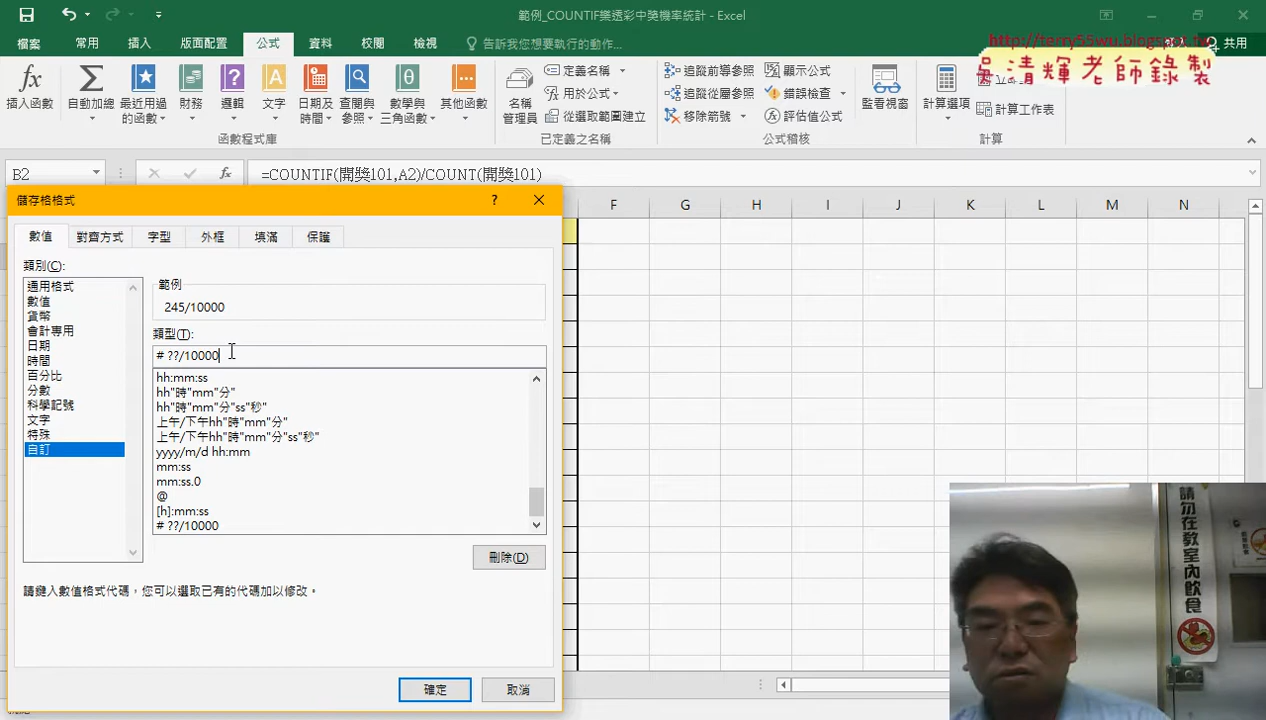 範例_COUNTIF樂透彩中獎機率統計 - Excel
檔案 常用 插入 版面配置 公式 資料 校閱 檢視 告訴我您想要執行的動作... 共用
http://terry55wu.blogspot.tw
吳清輝老師錄製
插入函數 自動加總 最近用過的函數 財務 邏輯 文字 日期及時間 查閱與參照 數學與三角函數 其他函數
函數程式庫
名稱管理員 定義名稱 用於公式 從選取範圍建立
已定義之名稱
追蹤前導參照 追蹤從屬參照 移除箭號 顯示公式 錯誤檢查 評估值公式
公式稽核
監看視窗
計算選項 計算工作表
計算
B2 fx =COUNTIF(開獎101,A2)/COUNT(開獎101)
F G H I J K L M N
儲存格格式 ?
數值 對齊方式 字型 外框 填滿 保護
類別(C):
通用格式
數值
貨幣
會計專用
日期
時間
百分比
分數
科學記號
文字
特殊
自訂
範例
245/10000
類型(T):
# ??/10000
hh:mm:ss
hh"時"mm"分"
hh"時"mm"分"ss"秒"
上午/下午hh"時"mm"分"
上午/下午hh"時"mm"分"ss"秒"
yyyy/m/d hh:mm
mm:ss
mm:ss.0
@
[h]:mm:ss
# ??/10000
刪除(D)
請鍵入數值格式代碼，您可以選取已有的代碼加以修改。
確定 取消
請勿在教室內飲食